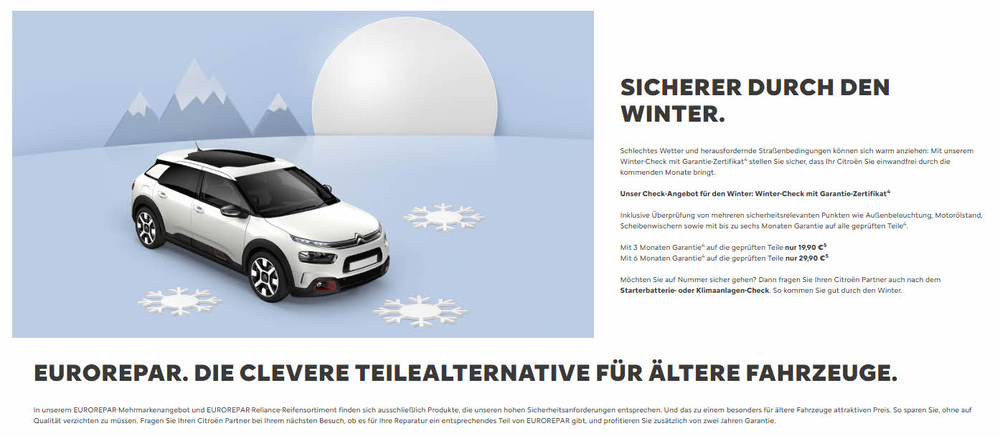 SICHERER DURCH DEN
WINTER.
Schlechtes Wetter und herausfordernde Straßenbedingungen können sich warm anziehen: Mit unserem
Winter-Check mit Garantie-Zertifikat⁴ stellen Sie sicher, dass Ihr Citroën Sie einwandfrei durch die
kommenden Monate bringt.
Unser Check-Angebot für den Winter: Winter-Check mit Garantie-Zertifikat⁴
Inklusive Überprüfung von mehreren sicherheitsrelevanten Punkten wie Außenbeleuchtung, Motorölstand,
Scheibenwischern sowie mit bis zu sechs Monaten Garantie auf alle geprüften Teile⁴.
Mit 3 Monaten Garantie⁴ auf die geprüften Teile nur 19,90 €⁵
Mit 6 Monaten Garantie⁴ auf die geprüften Teile nur 29,90 €⁵
Möchten Sie auf Nummer sicher gehen? Dann fragen Sie Ihren Citroën Partner auch nach dem
Starterbatterie- oder Klimaanlagen-Check. So kommen Sie gut durch den Winter.
EUROREPAR. DIE CLEVERE TEILEALTERNATIVE FÜR ÄLTERE FAHRZEUGE.
In unserem EUROREPAR-Mehrmarkenangebot und EUROREPAR-Reliance-Reifensortiment finden sich ausschließlich Produkte, die unseren hohen Sicherheitsanforderungen entsprechen. Und das zu einem besonders für ältere Fahrzeuge attraktiven Preis. So sparen Sie, ohne auf
Qualität verzichten zu müssen. Fragen Sie Ihren Citroën Partner bei Ihrem nächsten Besuch, ob es für Ihre Reparatur ein entsprechendes Teil von EUROREPAR gibt, und profitieren Sie zusätzlich von zwei Jahren Garantie.